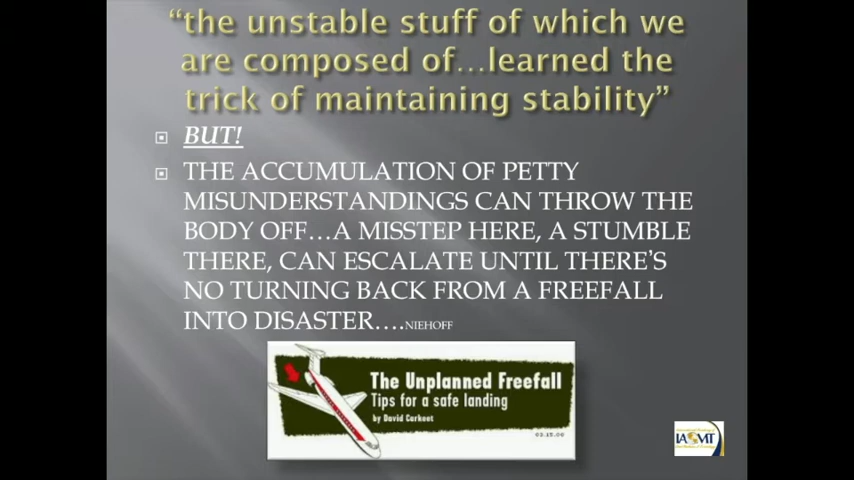 “the unstable stuff of which we
are composed of...learned the
trick of maintaining stability”
BUT!
THE ACCUMULATION OF PETTY
MISUNDERSTANDINGS CAN THROW THE
BODY OFF...A MISSTEP HERE, A STUMBLE
THERE, CAN ESCALATE UNTIL THERE'S
NO TURNING BACK FROM A FREEFALL
INTO DISASTER....NIEHOFF
The Unplanned Freefall
Tips for a safe landing
by David Carkeet
IAOMT